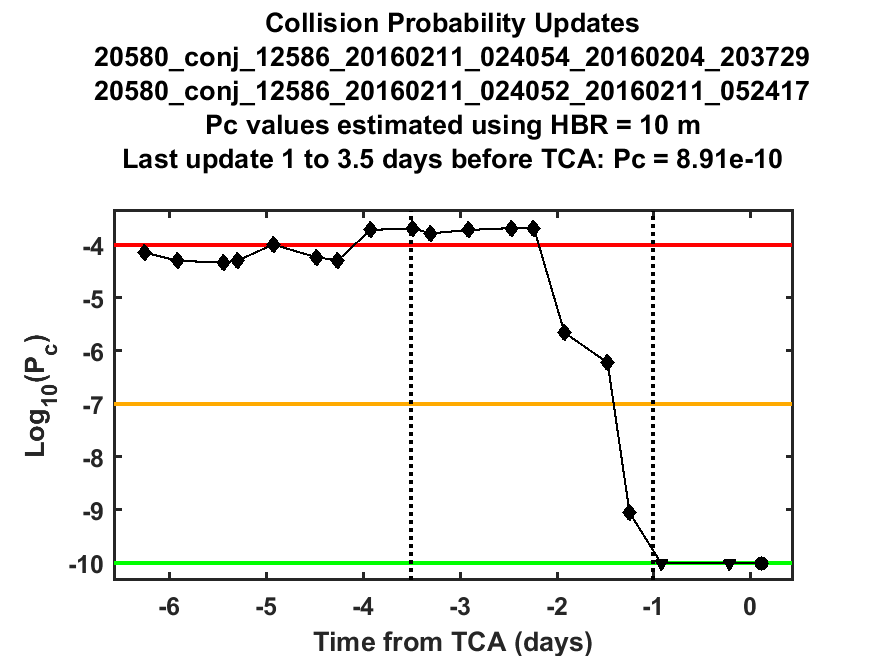 Collision Probability Updates
20580_conj_12586_20160211_024054_20160204_203729
20580_conj_12586_20160211_024052_20160211_052417
Pc values estimated using HBR = 10 m
Last update 1 to 3.5 days before TCA: Pc = 8.91e-10
Log10(Pc)
-4
-5
-6
-7
-8
-9
-10
-6 -5 -4 -3 -2 -1 0
Time from TCA (days)